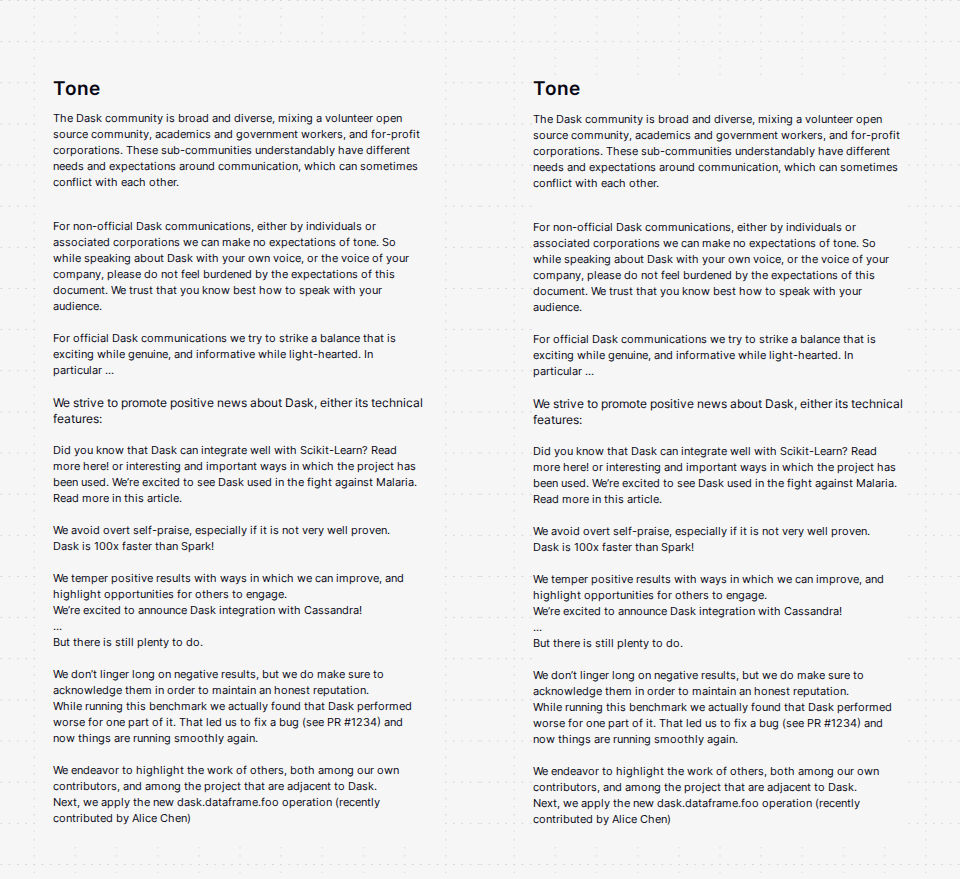 Tone
The Dask community is broad and diverse, mixing a volunteer open
source community, academics and government workers, and for-profit
corporations. These sub-communities understandably have different
needs and expectations around communication, which can sometimes
conflict with each other.
For non-official Dask communications, either by individuals or
associated corporations we can make no expectations of tone. So
while speaking about Dask with your own voice, or the voice of your
company, please do not feel burdened by the expectations of this
document. We trust that you know best how to speak with your
audience.
For official Dask communications we try to strike a balance that is
exciting while genuine, and informative while light-hearted. In
particular ...
We strive to promote positive news about Dask, either its technical
features:
Did you know that Dask can integrate well with Scikit-Learn? Read
more here! or interesting and important ways in which the project has
been used. We’re excited to see Dask used in the fight against Malaria.
Read more in this article.
We avoid overt self-praise, especially if it is not very well proven.
Dask is 100x faster than Spark!
We temper positive results with ways in which we can improve, and
highlight opportunities for others to engage.
We’re excited to announce Dask integration with Cassandra!
...
But there is still plenty to do.
We don’t linger long on negative results, but we do make sure to
acknowledge them in order to maintain an honest reputation.
While running this benchmark we actually found that Dask performed
worse for one part of it. That led us to fix a bug (see PR #1234) and
now things are running smoothly again.
We endeavor to highlight the work of others, both among our own
contributors, and among the project that are adjacent to Dask.
Next, we apply the new dask.dataframe.foo operation (recently
contributed by Alice Chen)
Tone
The Dask community is broad and diverse, mixing a volunteer open
source community, academics and government workers, and for-profit
corporations. These sub-communities understandably have different
needs and expectations around communication, which can sometimes
conflict with each other.
For non-official Dask communications, either by individuals or
associated corporations we can make no expectations of tone. So
while speaking about Dask with your own voice, or the voice of your
company, please do not feel burdened by the expectations of this
document. We trust that you know best how to speak with your
audience.
For official Dask communications we try to strike a balance that is
exciting while genuine, and informative while light-hearted. In
particular ...
We strive to promote positive news about Dask, either its technical
features:
Did you know that Dask can integrate well with Scikit-Learn? Read
more here! or interesting and important ways in which the project has
been used. We’re excited to see Dask used in the fight against Malaria.
Read more in this article.
We avoid overt self-praise, especially if it is not very well proven.
Dask is 100x faster than Spark!
We temper positive results with ways in which we can improve, and
highlight opportunities for others to engage.
We’re excited to announce Dask integration with Cassandra!
...
But there is still plenty to do.
We don’t linger long on negative results, but we do make sure to
acknowledge them in order to maintain an honest reputation.
While running this benchmark we actually found that Dask performed
worse for one part of it. That led us to fix a bug (see PR #1234) and
now things are running smoothly again.
We endeavor to highlight the work of others, both among our own
contributors, and among the project that are adjacent to Dask.
Next, we apply the new dask.dataframe.foo operation (recently
contributed by Alice Chen)